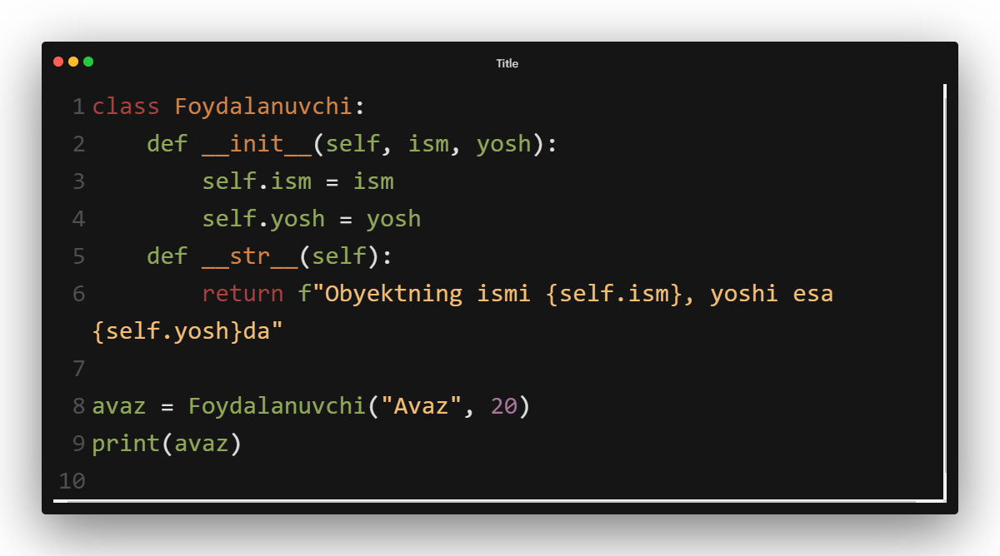 Title
1 class Foydalanuvchi:
2     def __init__(self, ism, yosh):
3         self.ism = ism
4         self.yosh = yosh
5     def __str__(self):
6         return f"Obyektning ismi {self.ism}, yoshi esa
{self.yosh}da"
7
8 avaz = Foydalanuvchi("Avaz", 20)
9 print(avaz)
10